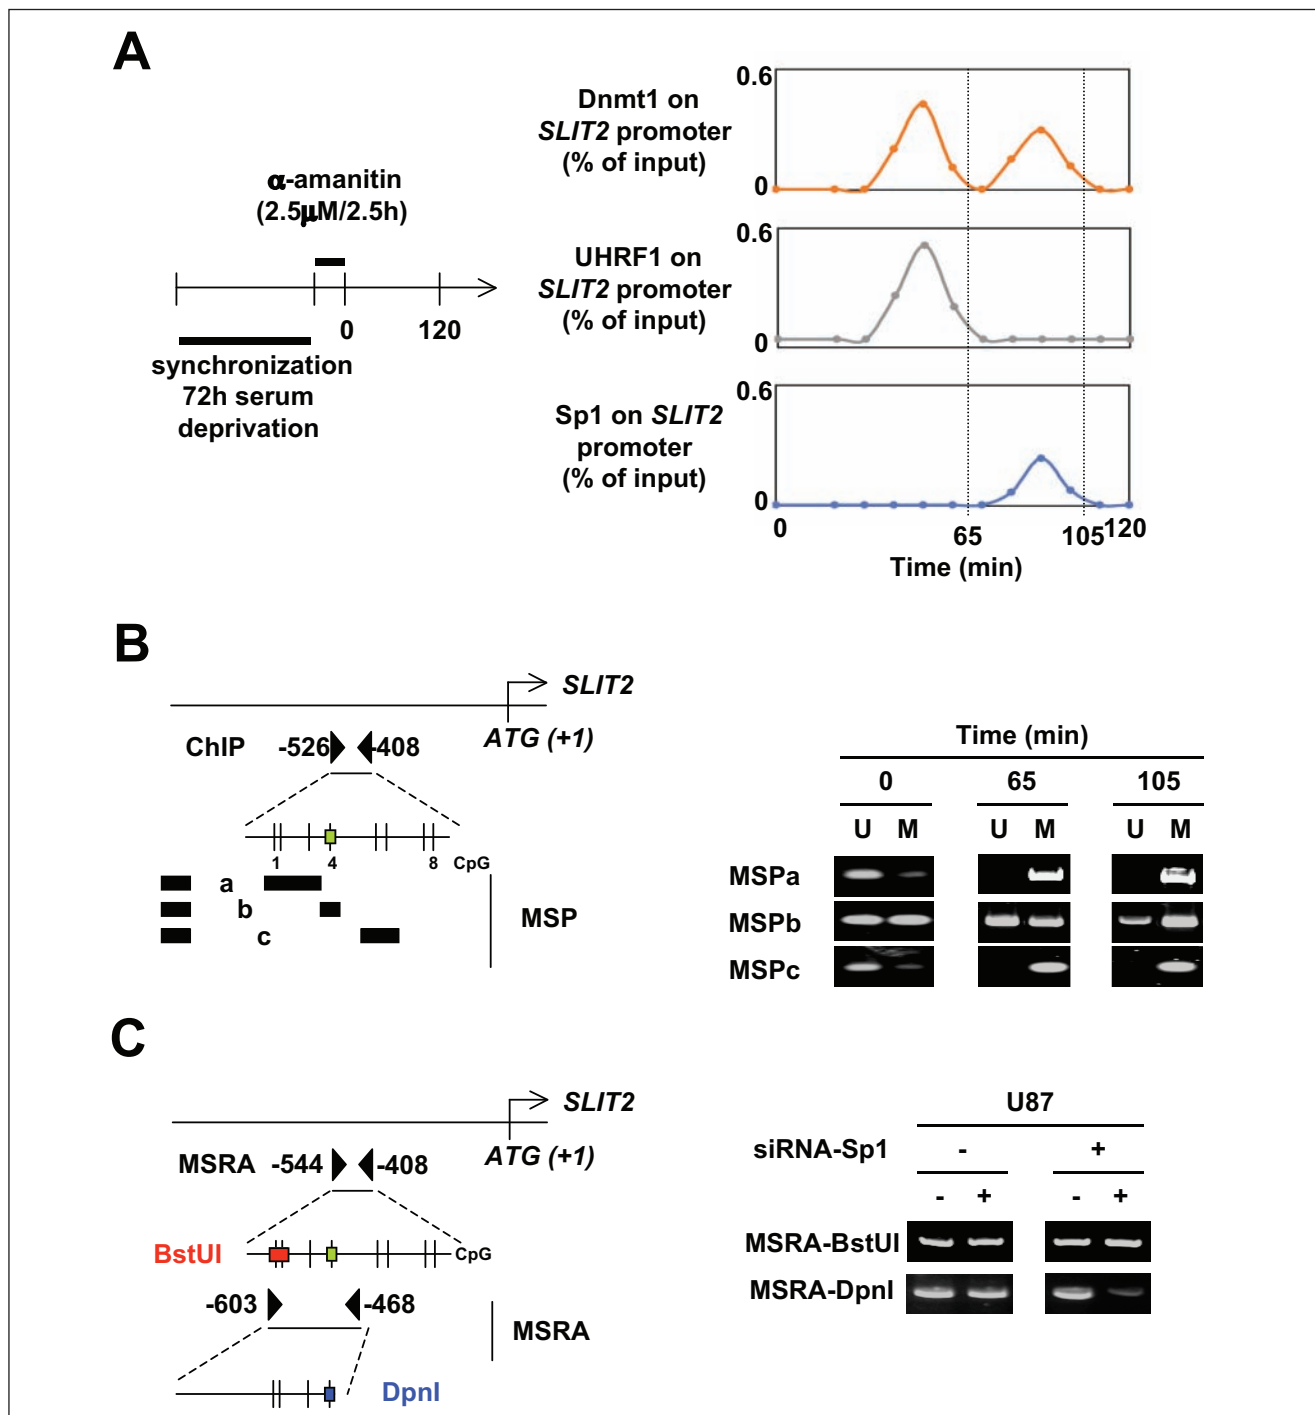 A
α-amanitin
(2.5µM/2.5h)
0
120
synchronization
72h serum
deprivation
Dnmt1 on
SLIT2 promoter
(% of input)
0.6
0
UHRF1 on
SLIT2 promoter
(% of input)
0.6
0
Sp1 on SLIT2
promoter
(% of input)
0.6
0
0
65
105
120
Time (min)
B
SLIT2
ATG (+1)
ChIP
-526
-408
1
4
8
CpG
a
b
c
MSP
Time (min)
0
65
105
U M U M U M
MSPa
MSPb
MSPc
C
SLIT2
ATG (+1)
MSRA
-544
-408
BstUI
CpG
-603
-468
MSRA
DpnI
U87
siRNA-Sp1 - +
- + - +
MSRA-BstUI
MSRA-DpnI